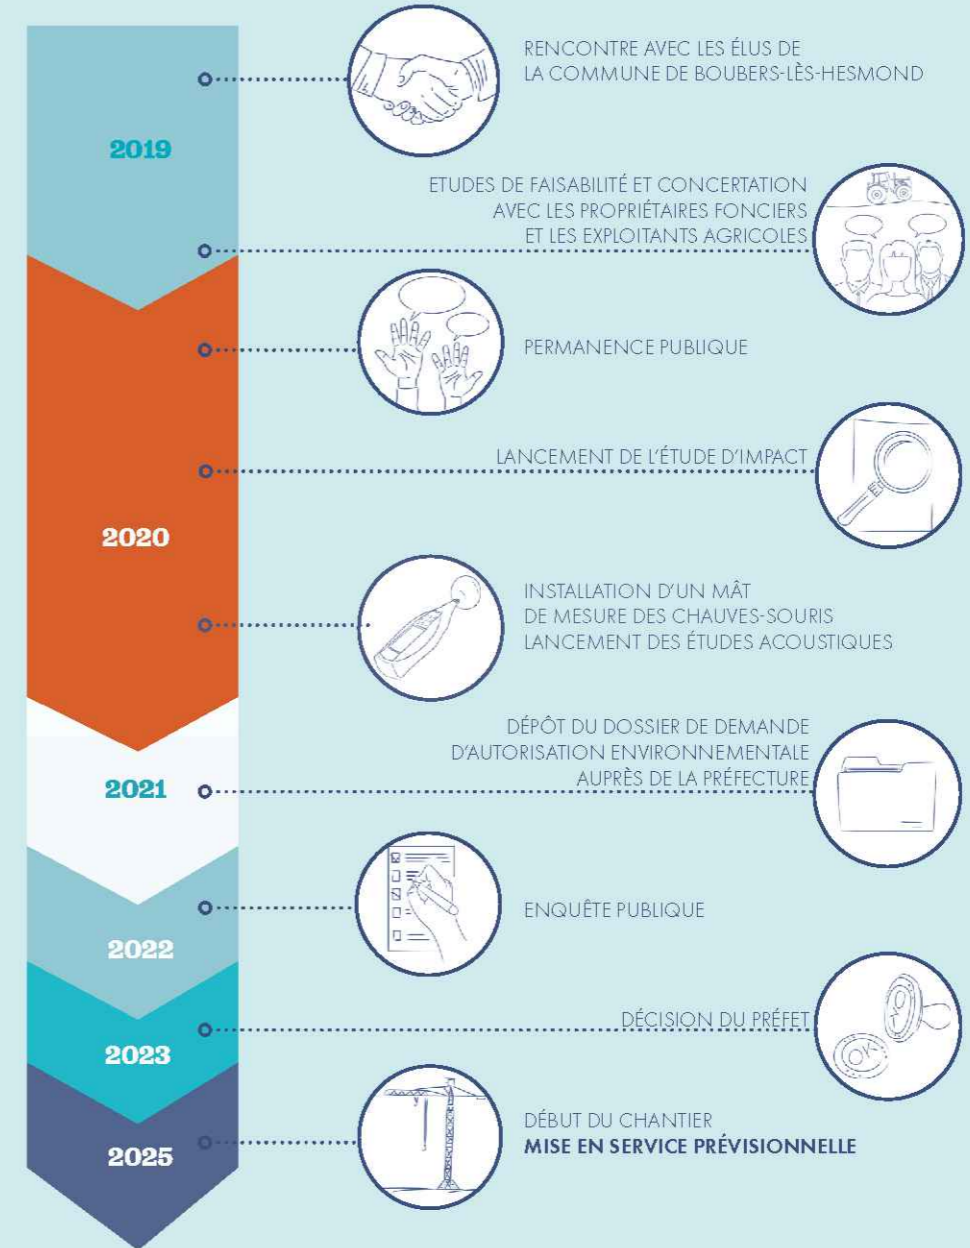 RENCONTRE AVEC LES ÉLUS DE
LA COMMUNE DE BOUBERS-LÈS-HESMOND
2019
ETUDES DE FAISABILITÉ ET CONCERTATION
AVEC LES PROPRIÉTAIRES FONCIERS
ET LES EXPLOITANTS AGRICOLES
PERMANENCE PUBLIQUE
LANCEMENT DE L'ÉTUDE D'IMPACT
2020
INSTALLATION D'UN MÂT
DE MESURE DES CHAUVES-SOURIS
LANCEMENT DES ÉTUDES ACOUSTIQUES
DÉPÔT DU DOSSIER DE DEMANDE
D'AUTORISATION ENVIRONNEMENTALE
AUPRÈS DE LA PRÉFECTURE
2021
ENQUÊTE PUBLIQUE
2022
DÉCISION DU PRÉFET
OK
OK
2023
DÉBUT DU CHANTIER
MISE EN SERVICE PRÉVISIONNELLE
2025